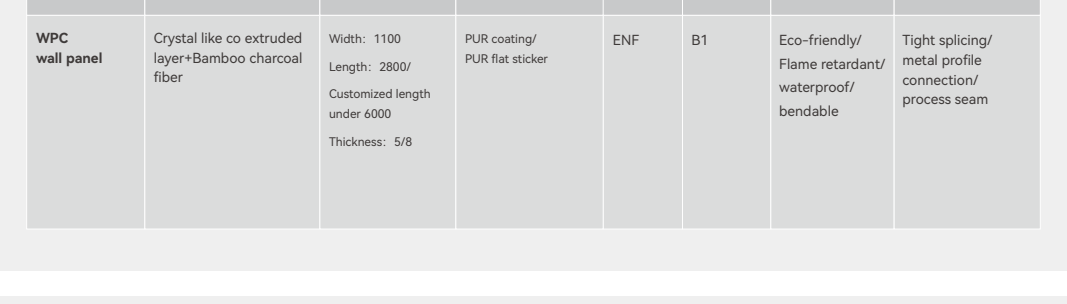 WPC
wall panel
Crystal like co extruded
layer+Bamboo charcoal
fiber
Width: 1100
Length: 2800/
Customized length
under 6000
Thickness: 5/8
PUR coating/
PUR flat sticker
ENF
B1
Eco-friendly/
Flame retardant/
waterproof/
bendable
Tight splicing/
metal profile
connection/
process seam